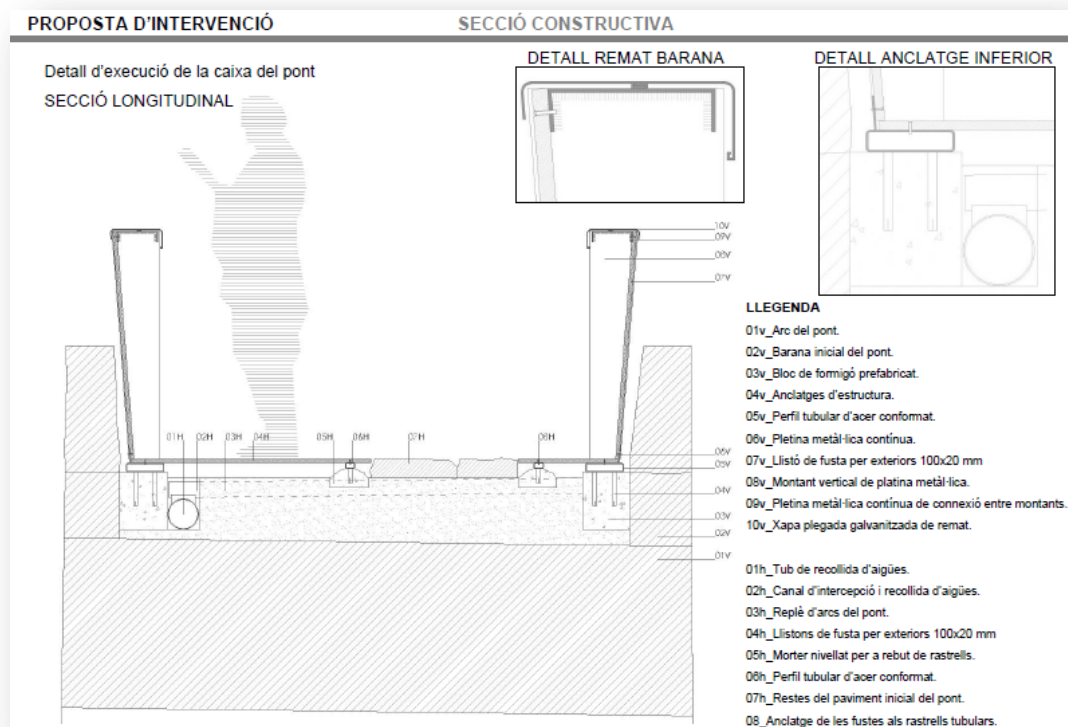 PROPOSTA D'INTERVENCIÓ
SECCIÓ CONSTRUCTIVA
Detall d'execució de la caixa del pont
SECCIÓ LONGITUDINAL
DETALL REMAT BARANA
DETALL ANCLATGE INFERIOR
10V
09V
08V
07V
01H 02H 03H 04H 05H 06H 07H 08H
06V
05V
04V
03V
02V
01V
LLEGENDA
01v_Arc del pont.
02v_Barana inicial del pont.
03v_Bloc de formigó prefabricat.
04v_Anclatges d'estructura.
05v_Perfil tubular d'acer conformat.
06v_Pletina metàl·lica contínua.
07v_Llistó de fusta per exteriors 100x20 mm
08v_Montant vertical de platina metàl·lica.
09v_Pletina metàl·lica contínua de connexió entre montants.
10v_Xapa plegada galvanitzada de remat.
01h_Tub de recollida d'aigües.
02h_Canal d'intercepció i recollida d'aigües.
03h_Replè d'arcs del pont.
04h_Llistons de fusta per exteriors 100x20 mm
05h_Morter nivellat per a rebut de rastrells.
06h_Perfil tubular d'acer conformat.
07h_Restes del paviment inicial del pont.
08_Anclatge de les fustes als rastrells tubulars.